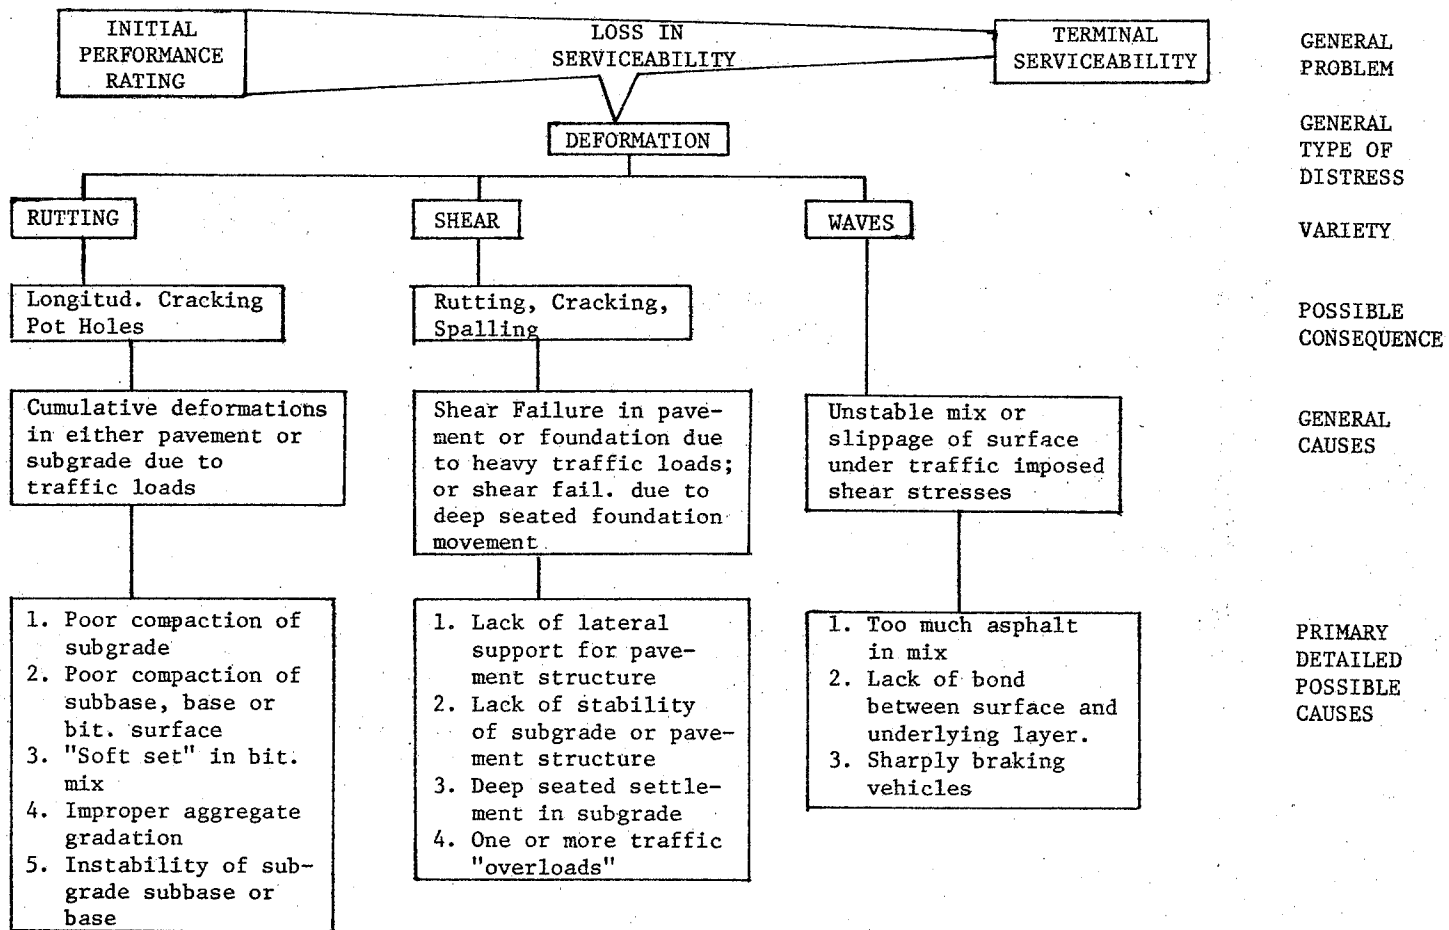 INITIAL
PERFORMANCE
RATING
LOSS IN
SERVICEABILITY
TERMINAL
SERVICEABILITY
GENERAL
PROBLEM
DEFORMATION
GENERAL
TYPE OF
DISTRESS
RUTTING
SHEAR
WAVES
VARIETY
Longitud. Cracking
Pot Holes
Rutting, Cracking,
Spalling
POSSIBLE
CONSEQUENCE
Cumulative deformations
in either pavement or
subgrade due to
traffic loads
Shear Failure in pave-
ment or foundation due
to heavy traffic loads;
or shear fail. due to
deep seated foundation
movement
Unstable mix or
slippage of surface
under traffic imposed
shear stresses
GENERAL
CAUSES
1. Poor compaction of
subgrade
2. Poor compaction of
subbase, base or
bit. surface
3. "Soft set" in bit.
mix
4. Improper aggregate
gradation
5. Instability of sub-
grade subbase or
base
1. Lack of lateral
support for pave-
ment structure
2. Lack of stability
of subgrade or pave-
ment structure
3. Deep seated settle-
ment in subgrade
4. One or more traffic
"overloads"
1. Too much asphalt
in mix
2. Lack of bond
between surface and
underlying layer.
3. Sharply braking
vehicles
PRIMARY
DETAILED
POSSIBLE
CAUSES